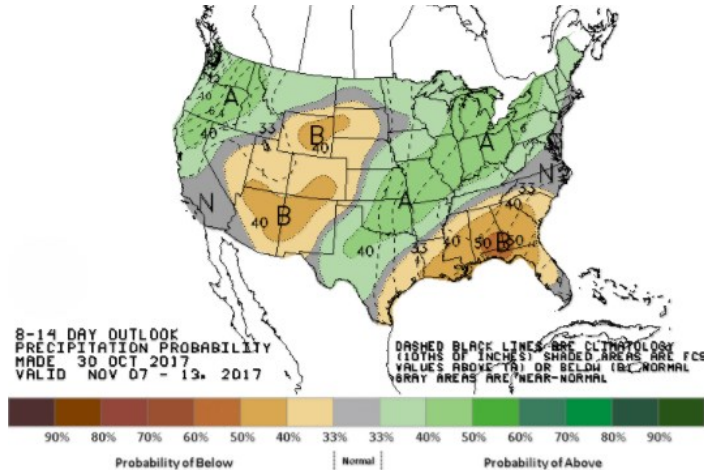 A
40
40
33
B
40
A
N
33
40
A
N
B
40
40
33
40
50
50
B
8-14 DAY OUTLOOK
PRECIPITATION PROBABILITY
MADE 30 OCT 2017
VALID NOV 07 - 13, 2017
DASHED BLACK LINES ARE CLIMATOLOGY
(10THS OF INCHES) SHADED AREAS ARE FCST
VALUES ABOVE (A) OR BELOW (B) NORMAL
GRAY AREAS ARE NEAR-NORMAL
90% 80% 70% 60% 50% 40% 33% 33% 40% 50% 60% 70% 80% 90%
Probability of Below Normal Probability of Above